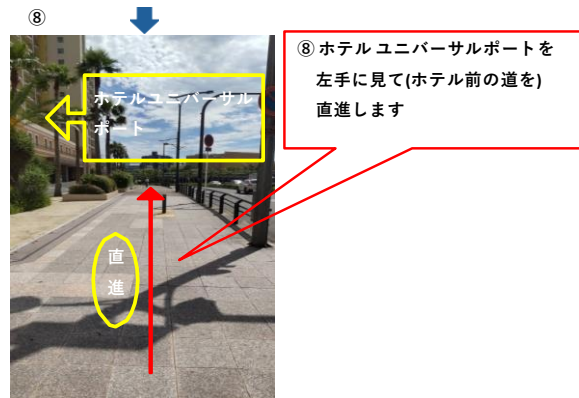 ⑧
ホテルユニバーサル
ポート
直
進
⑧ ホテル ユニバーサルポートを
左手に見て(ホテル前の道を)
直進します